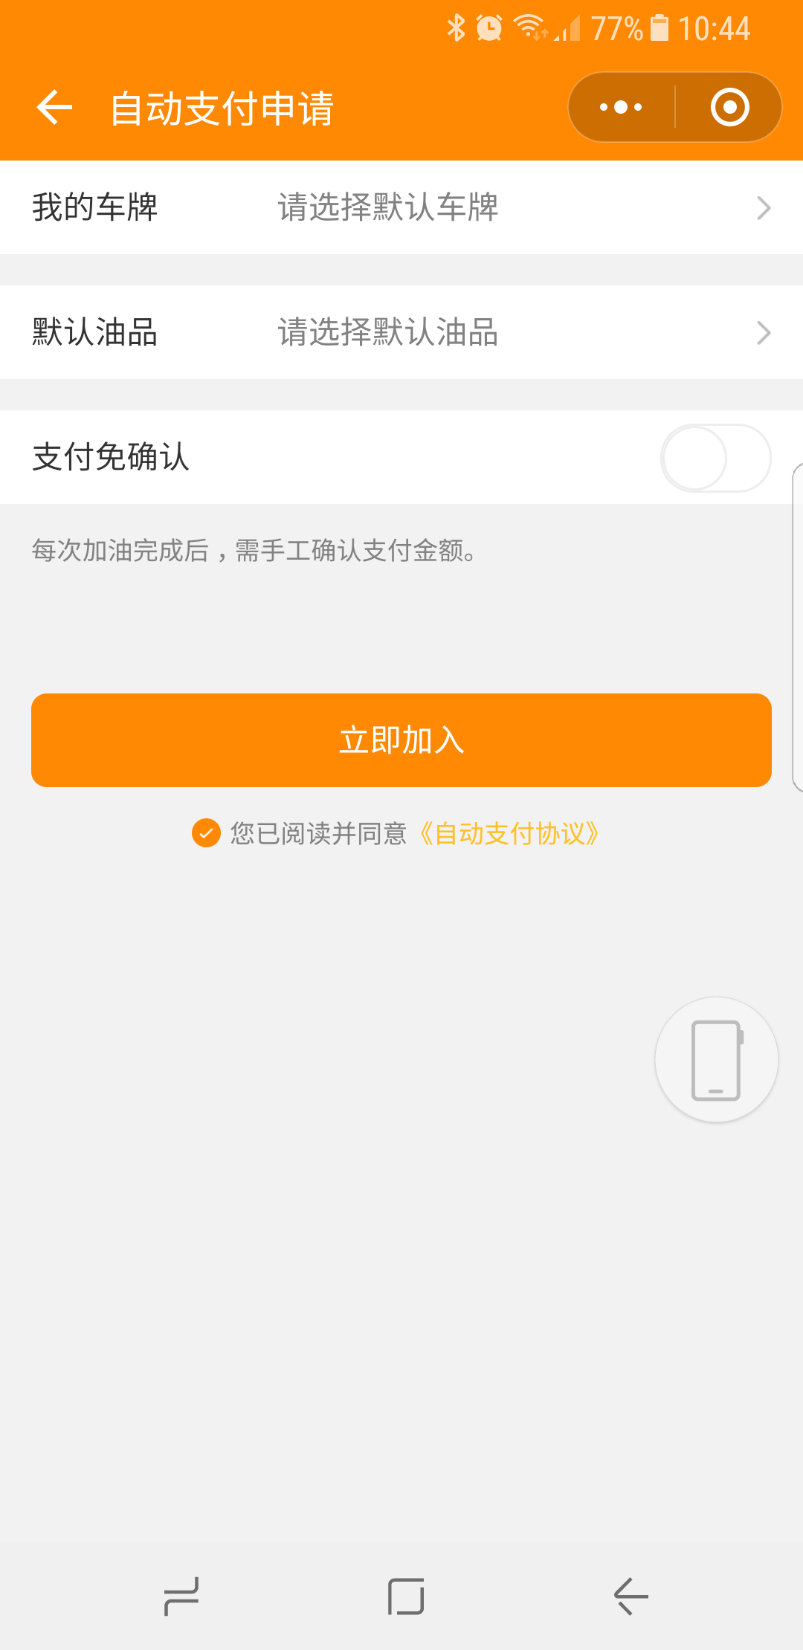 77% 10:44
自动支付申请
我的车牌 请选择默认车牌
默认油品 请选择默认油品
支付免确认
每次加油完成后，需手工确认支付金额。
立即加入
您已阅读并同意《自动支付协议》